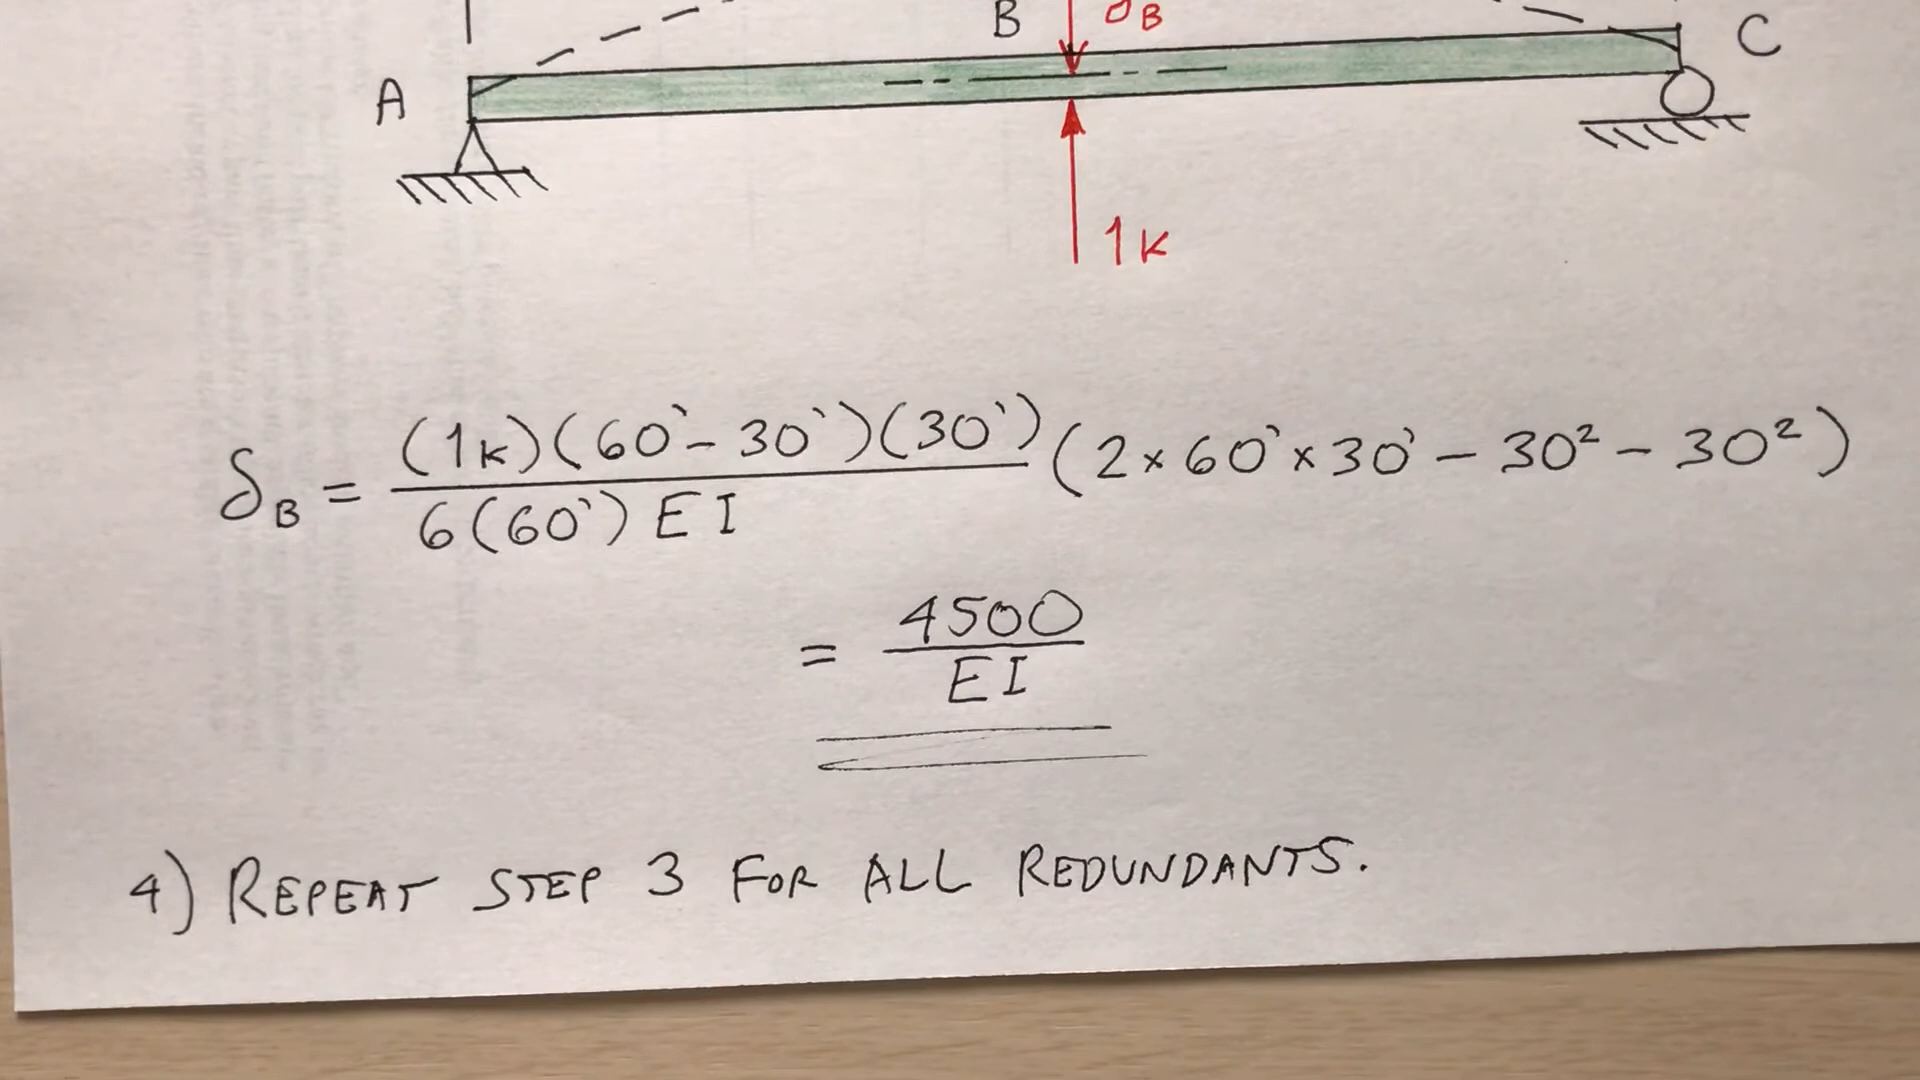 B δB
A C
1k
δB = (1k)(60' - 30')(30') / 6(60') EI (2 × 60' × 30' - 30² - 30²)
= 4500 / EI
4) REPEAT STEP 3 FOR ALL REDUNDANTS.